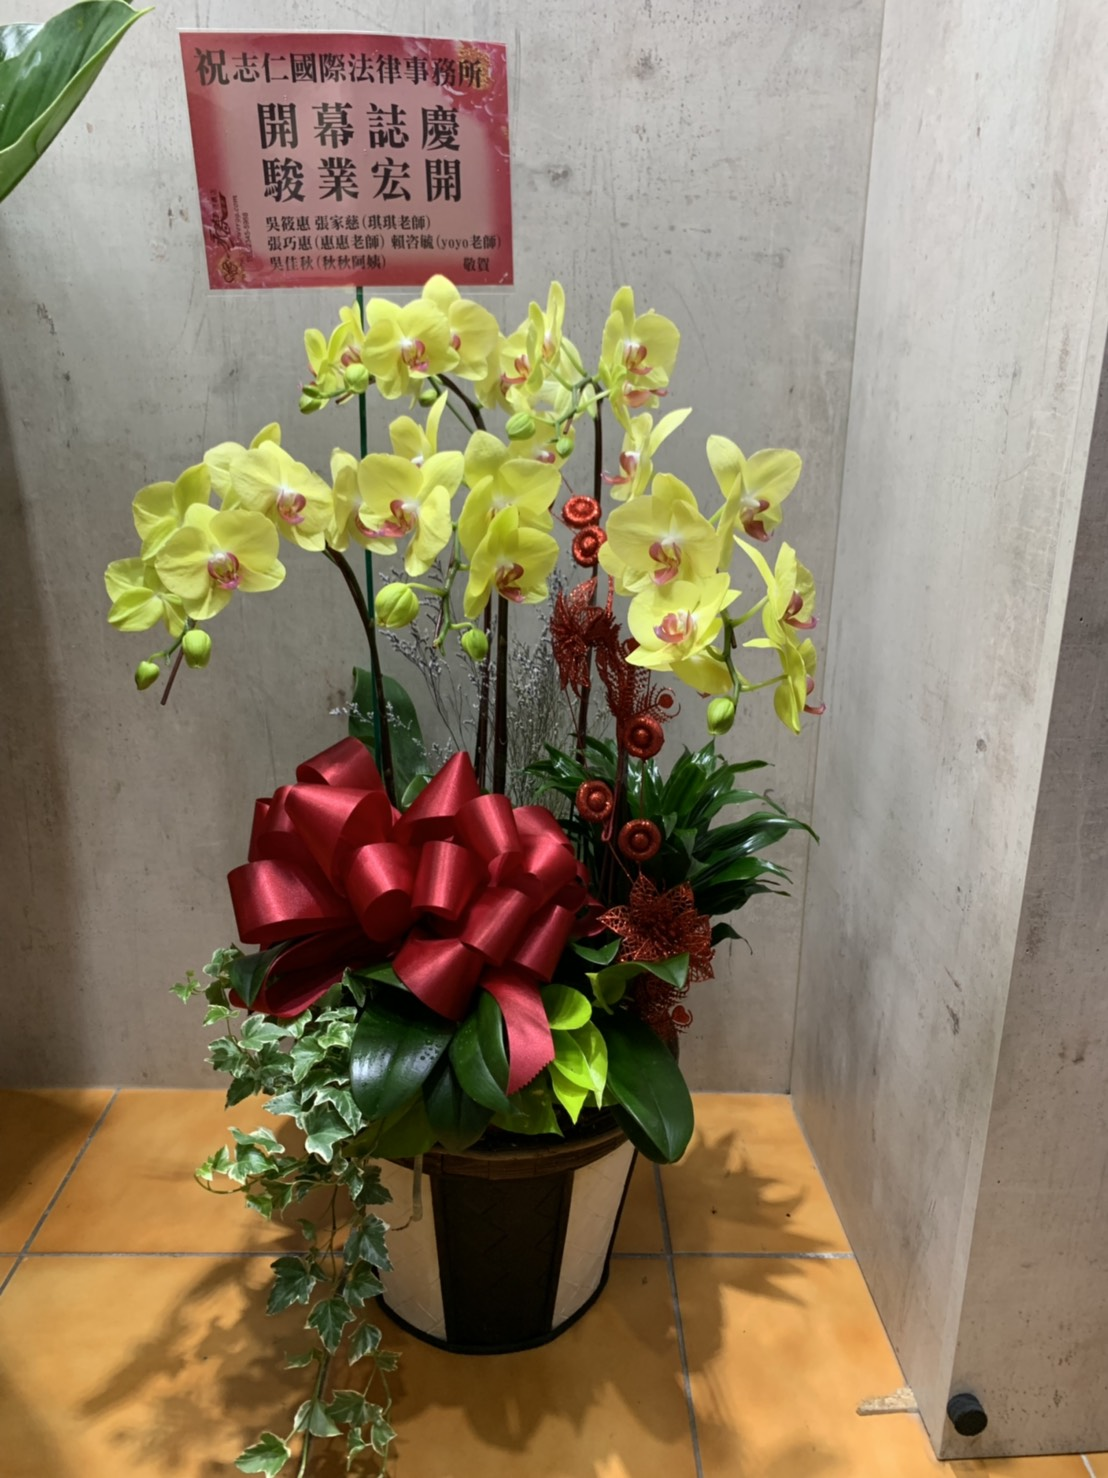 祝志仁國際法律事務所
開幕誌慶
駿業宏開
吳筱惠 張家慈(琪琪老師)
張巧惠(惠惠老師) 賴咨毓(yoyo老師)
吳佳秋(秋秋阿姨) 敬賀